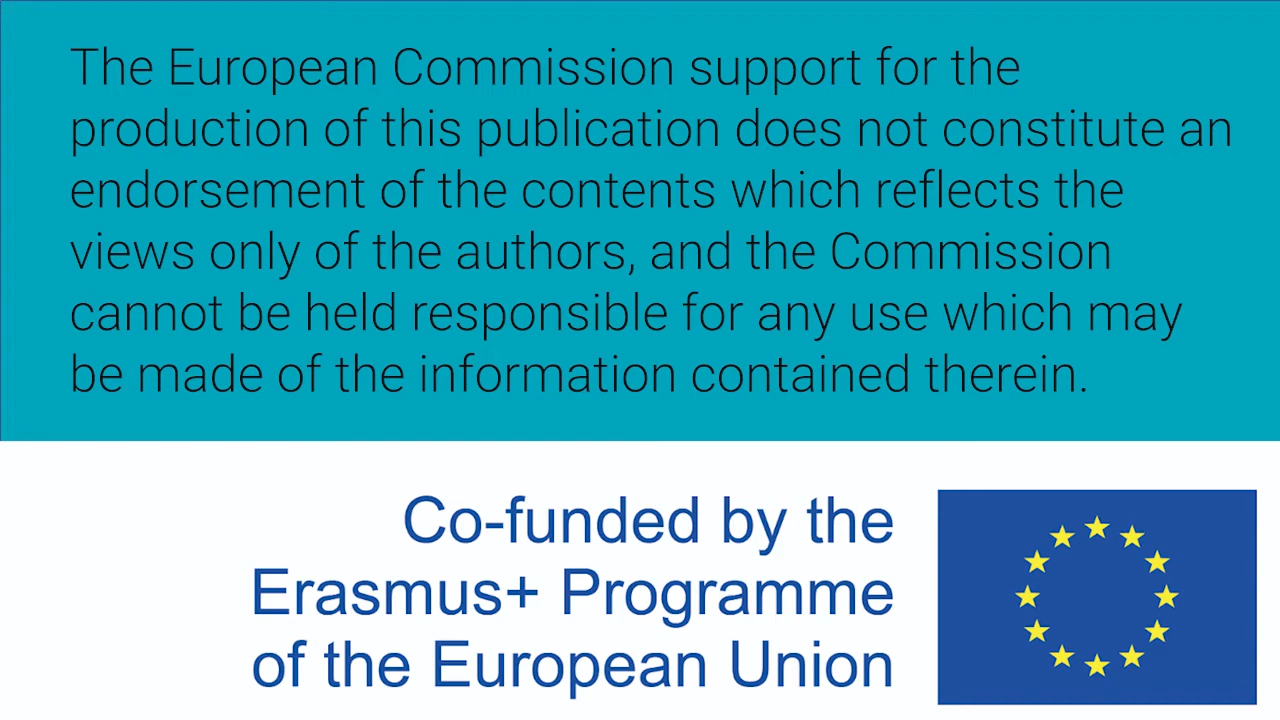 The European Commission support for the
production of this publication does not constitute an
endorsement of the contents which reflects the
views only of the authors, and the Commission
cannot be held responsible for any use which may
be made of the information contained therein.
Co-funded by the
Erasmus+ Programme
of the European Union